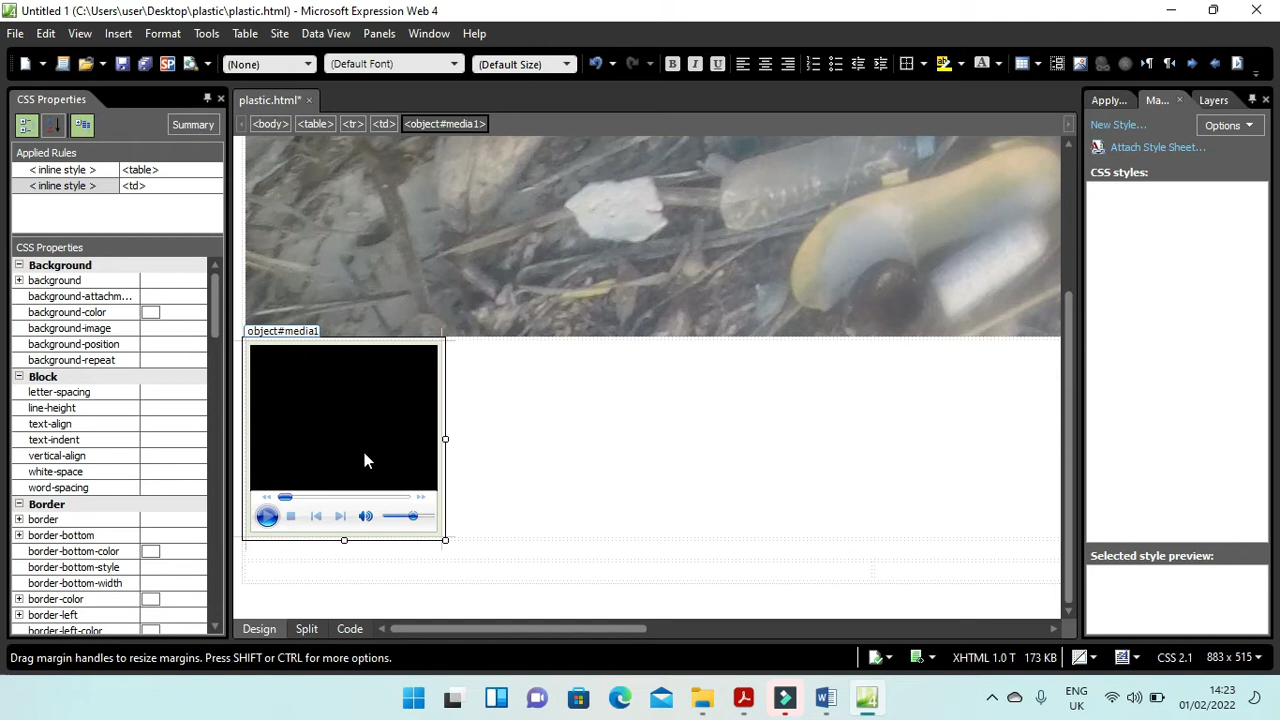 Untitled 1 (C:\Users\user\Desktop\plastic\plastic.html) - Microsoft Expression Web 4
File Edit View Insert Format Tools Table Site Data View Panels Window Help
(None) (Default Font) (Default Size) B I U A
CSS Properties
plastic.html*
Apply... Ma... Layers
Summary
<body> <table> <tr> <td> <object#media1>
New Style... Options
Attach Style Sheet...
Applied Rules
< inline style > <table>
< inline style > <td>
CSS styles:
CSS Properties
Background
background
background-attachm...
background-color
background-image
background-position
background-repeat
Block
letter-spacing
line-height
text-align
text-indent
vertical-align
white-space
word-spacing
Border
border
border-bottom
border-bottom-color
border-bottom-style
border-bottom-width
border-color
border-left
border-left-color
object#media1
Selected style preview:
Design Split Code
Drag margin handles to resize margins. Press SHIFT or CTRL for more options.
XHTML 1.0 T 173 KB CSS 2.1 883 x 515
ENG
UK
14:23
01/02/2022